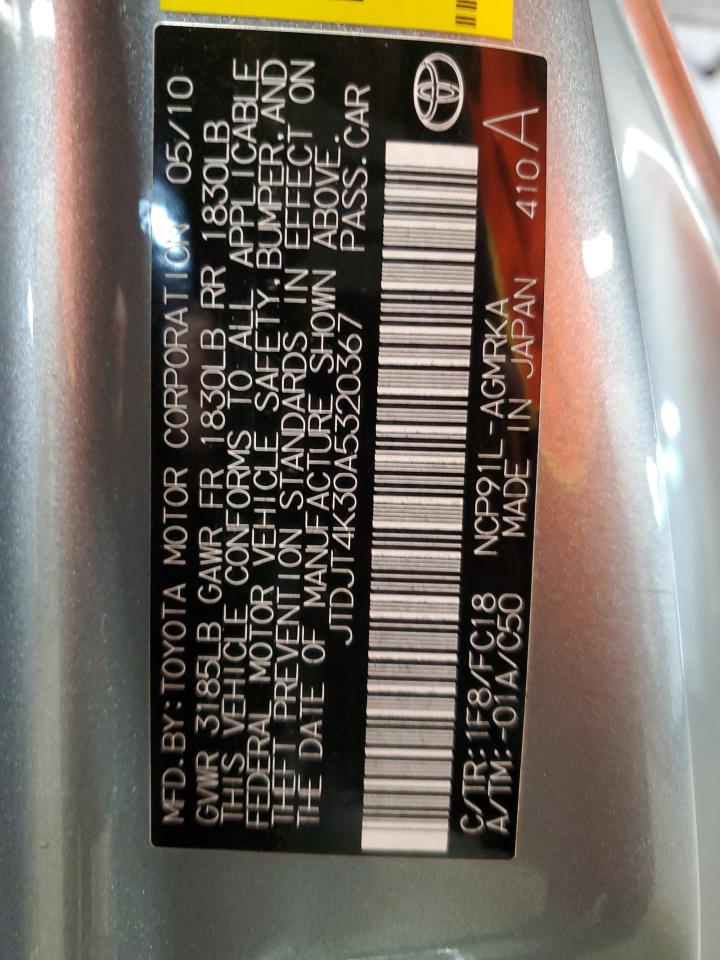 MFD.BY:TOYOTA MOTOR CORPORATION 05/10
GVWR 3185LB GAWR FR 1830LB RR 1830LB
THIS VEHICLE CONFORMS TO ALL APPLICABLE
FEDERAL MOTOR VEHICLE SAFETY,BUMPER,AND
THEFT PREVENTION STANDARDS IN EFFECT ON
THE DATE OF MANUFACTURE SHOWN ABOVE.
JTDJT4K30A5320367 PASS.CAR
C/TR:1F8/FC18 NCP91L-AGMRKA
A/TM:-01A/C50 MADE IN JAPAN 410 A